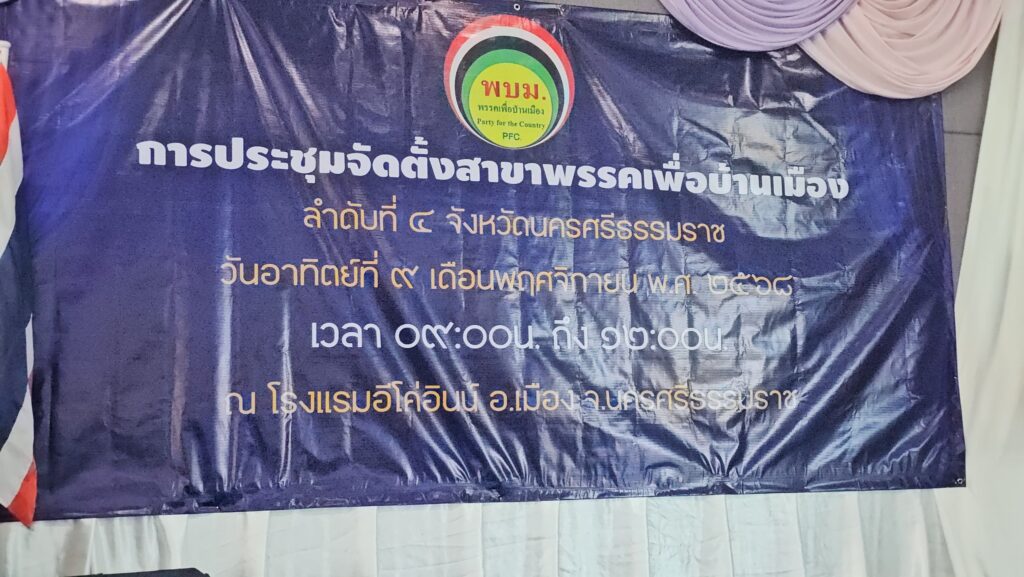 พบม.
พรรคเพื่อบ้านเมือง
Party for the Country
PFC.
การประชุมจัดตั้งสาขาพรรคเพื่อบ้านเมือง
ลำดับที่ ๔ จังหวัดนครศรีธรรมราช
วันอาทิตย์ที่ ๙ เดือนพฤศจิกายน พ.ศ ๒๕๖๘
เวลา ๐๙:๐๐น. ถึง ๑๒:๐๐น.
ณ โรงแรมอีโค่อินน์ อ.เมือง จ.นครศรีธรรมราช